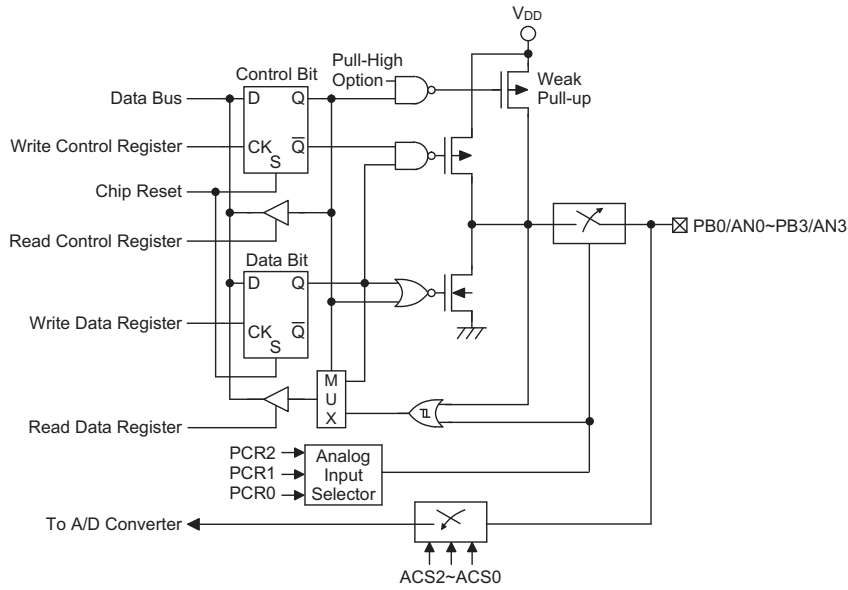 VDD
Pull-High
Option
Weak
Pull-up
Control Bit
Data Bus
D Q
Write Control Register
CK Q̅
S
Chip Reset
Read Control Register
PB0/AN0~PB3/AN3
Data Bit
D Q
Write Data Register
CK Q̅
S
M
U
X
Read Data Register
PCR2
PCR1
PCR0
Analog
Input
Selector
To A/D Converter
ACS2~ACS0